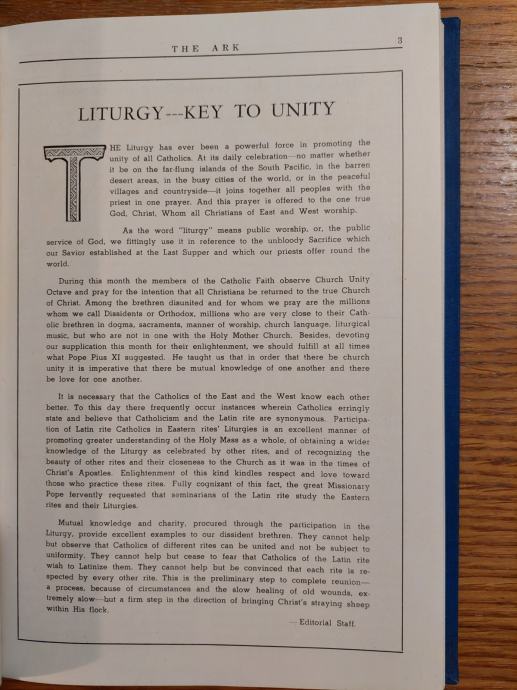 THE ARK
3
LITURGY---KEY TO UNITY
THE Liturgy has ever been a powerful force in promoting the
unity of all Catholics. At its daily celebration—no matter whether
it be on the far-flung islands of the South Pacific, in the barren
desert areas, in the busy cities of the world, or in the peaceful
villages and countryside—it joins together all peoples with the
priest in one prayer. And this prayer is offered to the one true
God, Christ, Whom all Christians of East and West worship.
As the word "liturgy" means public worship, or, the public
service of God, we fittingly use it in reference to the unbloody Sacrifice which
our Savior established at the Last Supper and which our priests offer round the
world.
During this month the members of the Catholic Faith observe Church Unity
Octave and pray for the intention that all Christians be returned to the true Church
of Christ. Among the brethren disunited and for whom we pray are the millions
whom we call Dissidents or Orthodox, millions who are very close to their Cath-
olic brethren in dogma, sacraments, manner of worship, church language, liturgical
music, but who are not in one with the Holy Mother Church. Besides, devoting
our supplication this month for their enlightenment, we should fulfill at all times
what Pope Pius XI suggested. He taught us that in order that there be church
unity it is imperative that there be mutual knowledge of one another and there
be love for one another.
It is necessary that the Catholics of the East and the West know each other
better. To this day there frequently occur instances wherein Catholics erringly
state and believe that Catholicism and the Latin rite are synonymous. Participa-
tion of Latin rite Catholics in Eastern rites' Liturgies is an excellent manner of
promoting greater understanding of the Holy Mass as a whole, of obtaining a wider
knowledge of the Liturgy as celebrated by other rites, and of recognizing the
beauty of other rites and their closeness to the Church as it was in the times of
Christ's Apostles. Enlightenment of this kind kindles respect and love toward
those who practice these rites. Fully cognizant of this fact, the great Missionary
Pope fervently requested that seminarians of the Latin rite study the Eastern
rites and their Liturgies.
Mutual knowledge and charity, procured through the participation in the
Liturgy, provide excellent examples to our dissident brethren. They cannot help
but observe that Catholics of different rites can be united and not be subject to
uniformity. They cannot help but cease to fear that Catholics of the Latin rite
wish to Latinize them. They cannot help but be convinced that each rite is re-
spected by every other rite. This is the preliminary step to complete reunion—
a process, because of circumstances and the slow healing of old wounds, ex-
tremely slow—but a firm step in the direction of bringing Christ's straying sheep
within His flock.
—Editorial Staff.